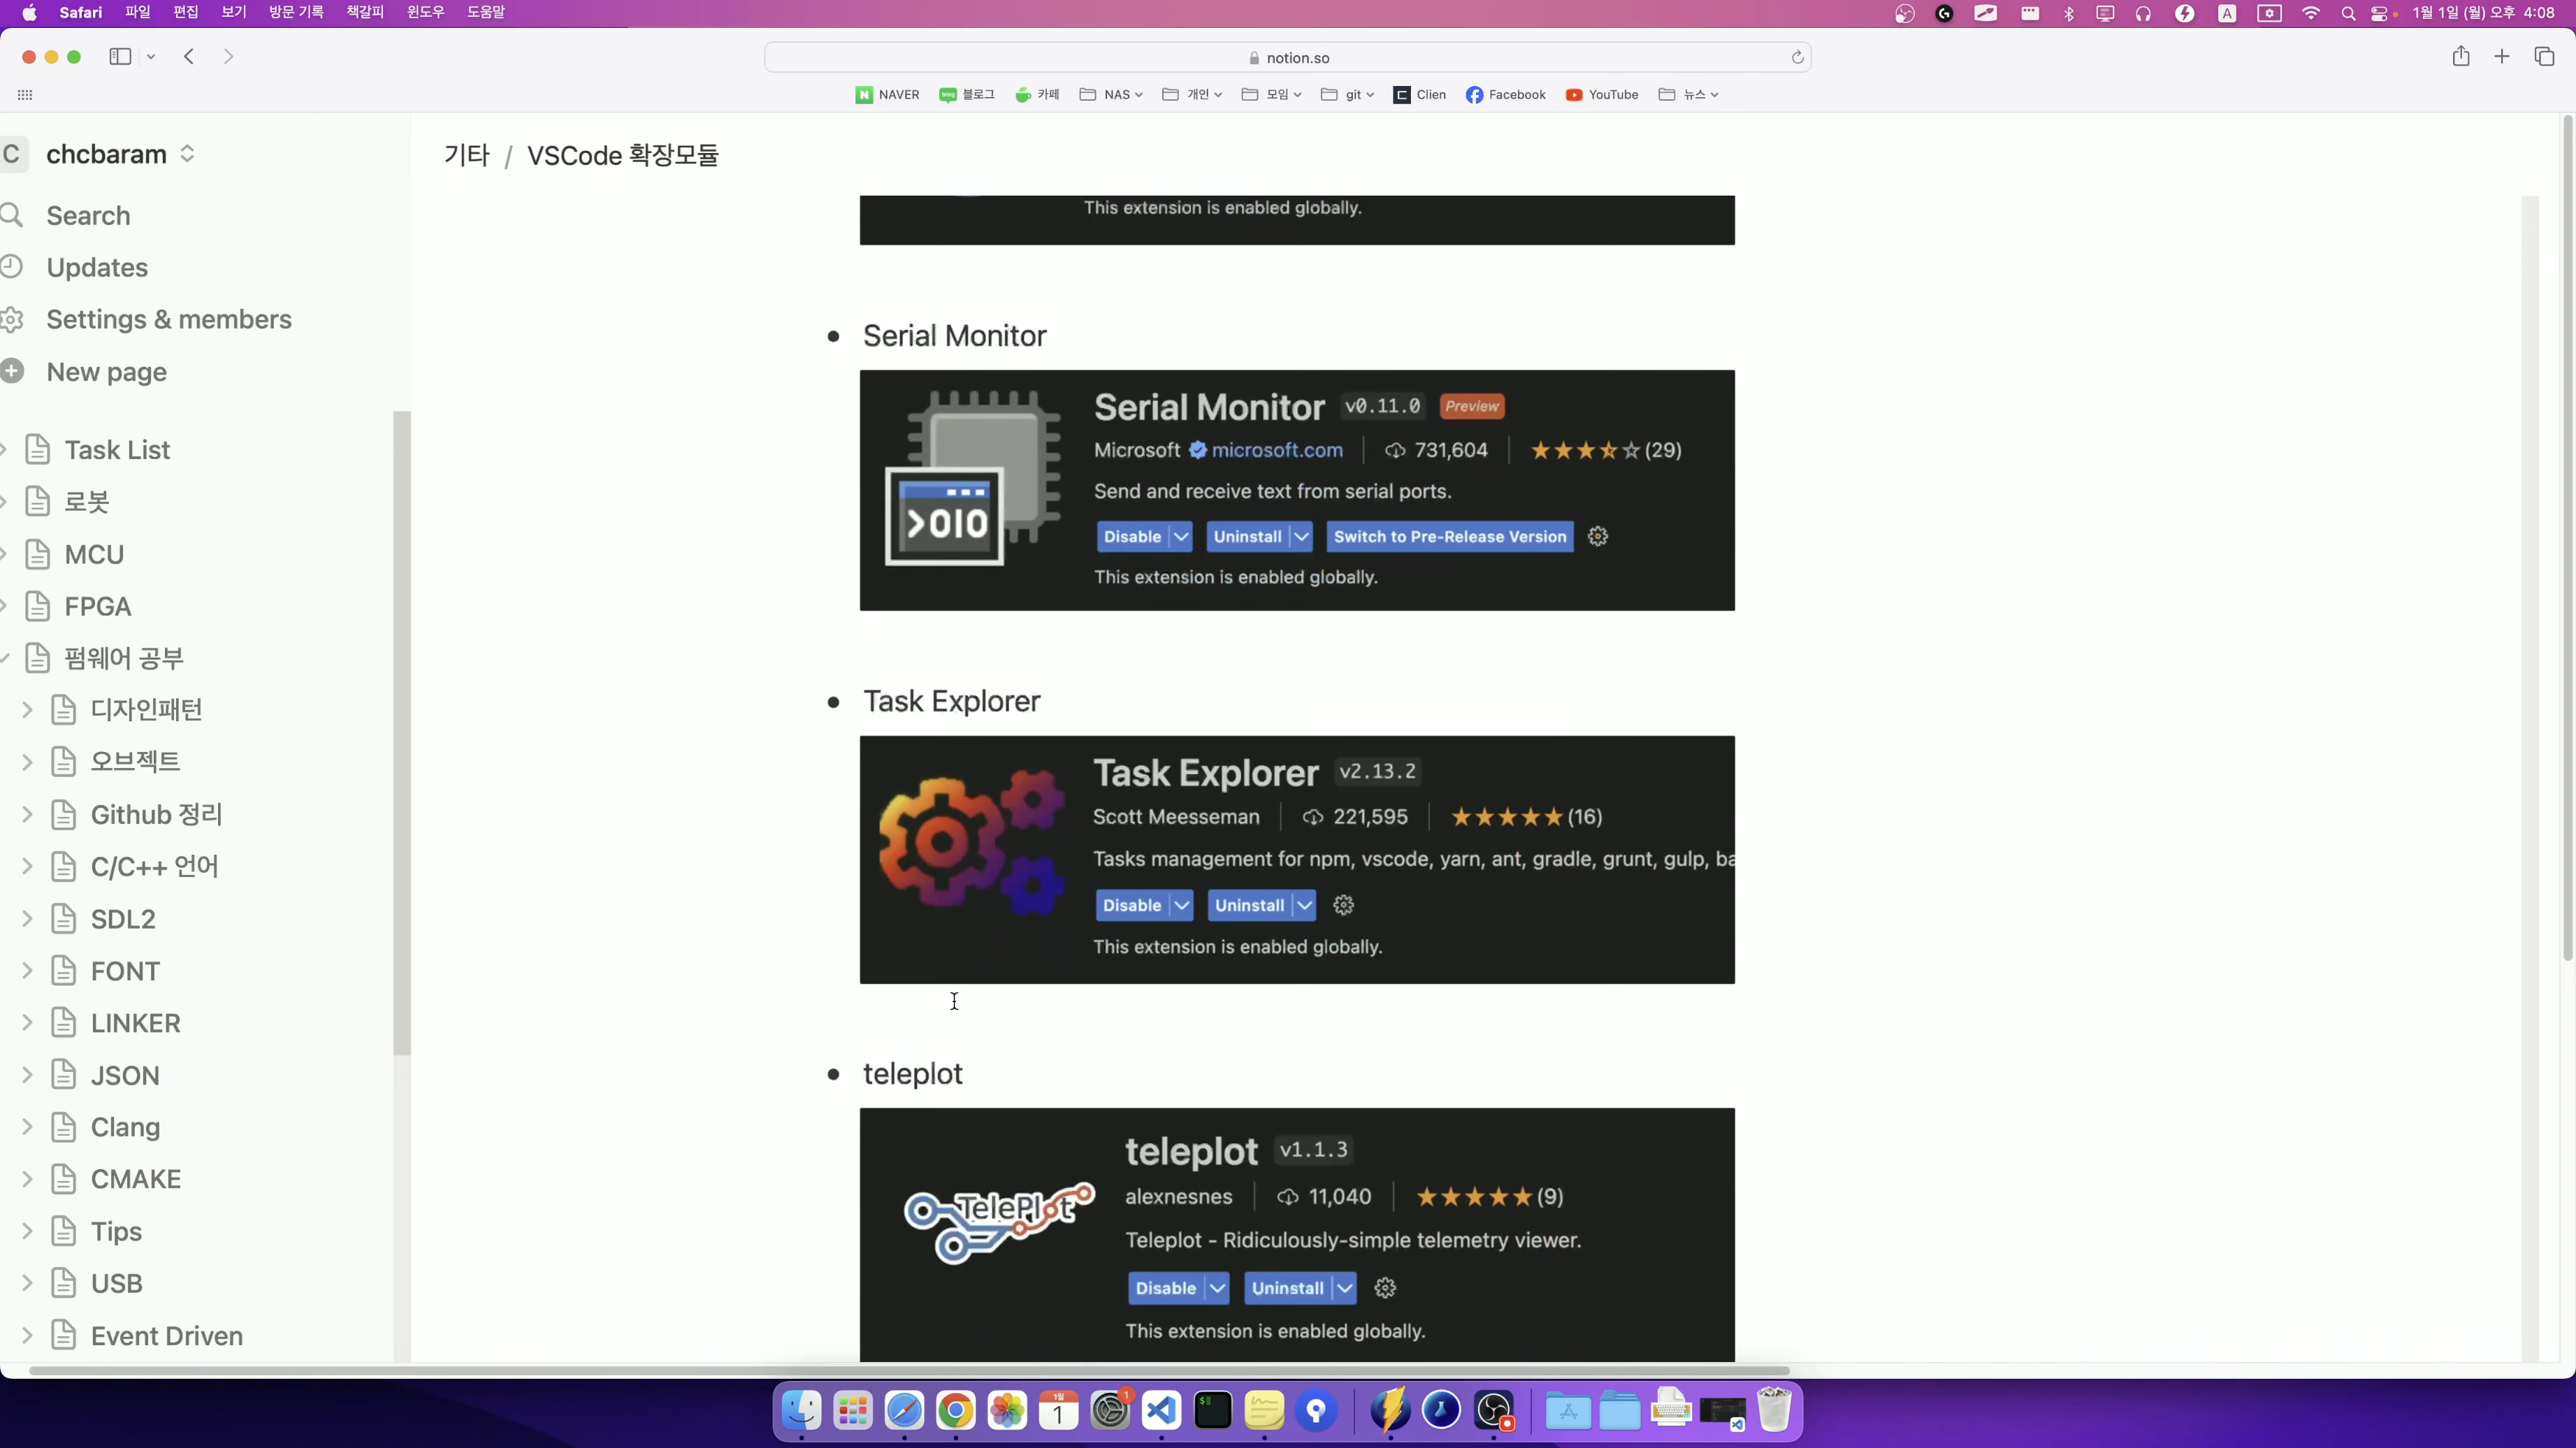 Safari 파일 편집 보기 방문 기록 책갈피 윈도우 도움말
A
1월 1일 (월) 오후 4:08
notion.so
NAVER
blog 블로그
카페
NAS
개인
모임
git
Clien
Facebook
YouTube
뉴스
C chcbaram
Search
Updates
Settings & members
New page
Task List
로봇
MCU
FPGA
펌웨어 공부
디자인패턴
오브젝트
Github 정리
C/C++ 언어
SDL2
FONT
LINKER
JSON
Clang
CMAKE
Tips
USB
Event Driven
기타 / VSCode 확장모듈
This extension is enabled globally.
• Serial Monitor
>010
Serial Monitor v0.11.0 Preview
Microsoft microsoft.com 731,604 (29)
Send and receive text from serial ports.
Disable Uninstall Switch to Pre-Release Version
This extension is enabled globally.
• Task Explorer
Task Explorer v2.13.2
Scott Meesseman 221,595 (16)
Tasks management for npm, vscode, yarn, ant, gradle, grunt, gulp, ba
Disable Uninstall
This extension is enabled globally.
• teleplot
TelePlot
teleplot v1.1.3
alexnesnes 11,040 (9)
Teleplot - Ridiculously-simple telemetry viewer.
Disable Uninstall
This extension is enabled globally.
1월
1
1